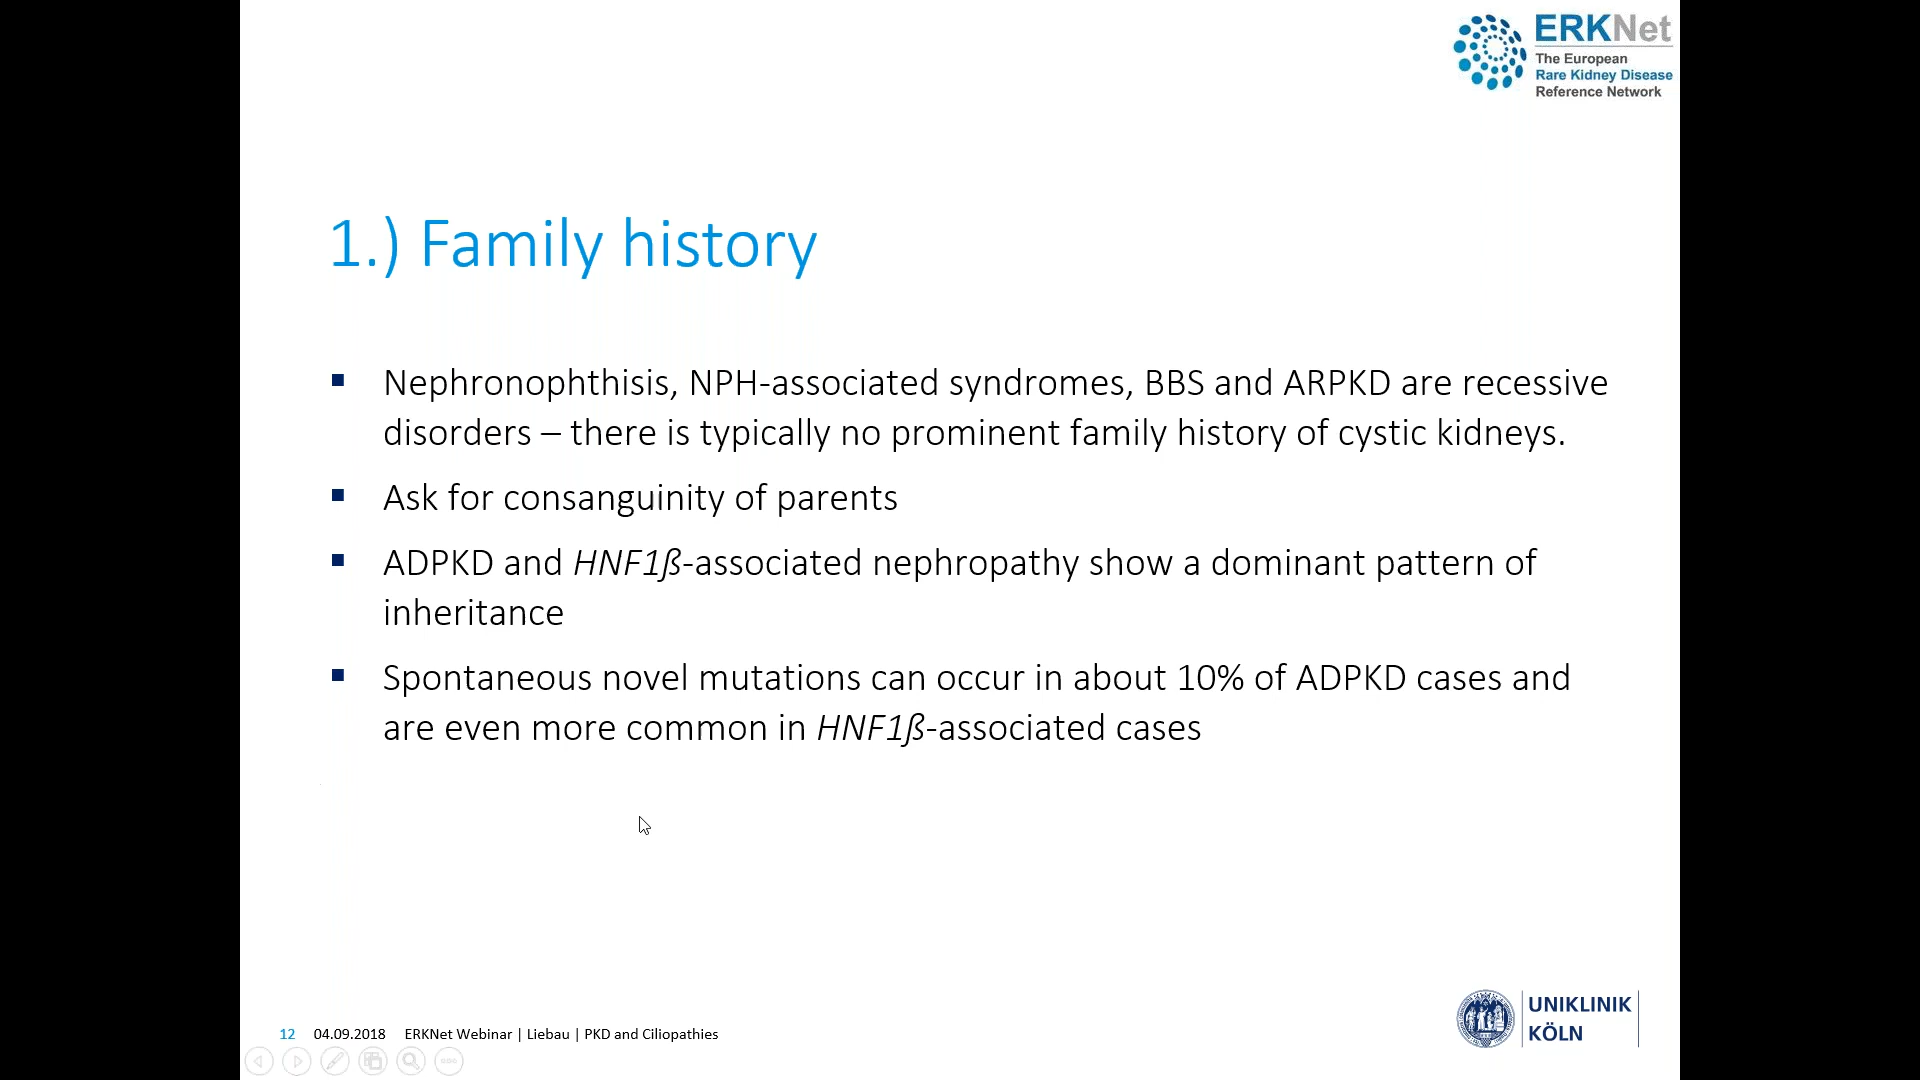 ERKNet
The European
Rare Kidney Disease
Reference Network
1.) Family history
▪ Nephronophthisis, NPH-associated syndromes, BBS and ARPKD are recessive
disorders – there is typically no prominent family history of cystic kidneys.
▪ Ask for consanguinity of parents
▪ ADPKD and HNF1ß-associated nephropathy show a dominant pattern of
inheritance
▪ Spontaneous novel mutations can occur in about 10% of ADPKD cases and
are even more common in HNF1ß-associated cases
UNIKLINIK
KÖLN
12 04.09.2018 ERKNet Webinar | Liebau | PKD and Ciliopathies